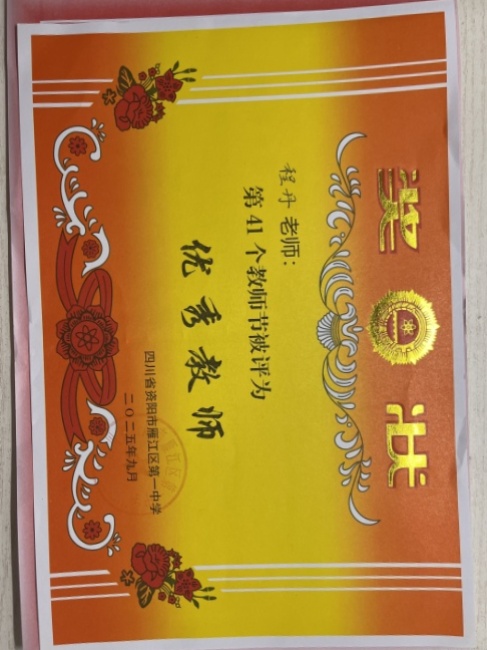 奖状
程丹老师：
第41个教师节被评为
优秀教师
四川省资阳市雁江区第一中学
二〇二五年九月